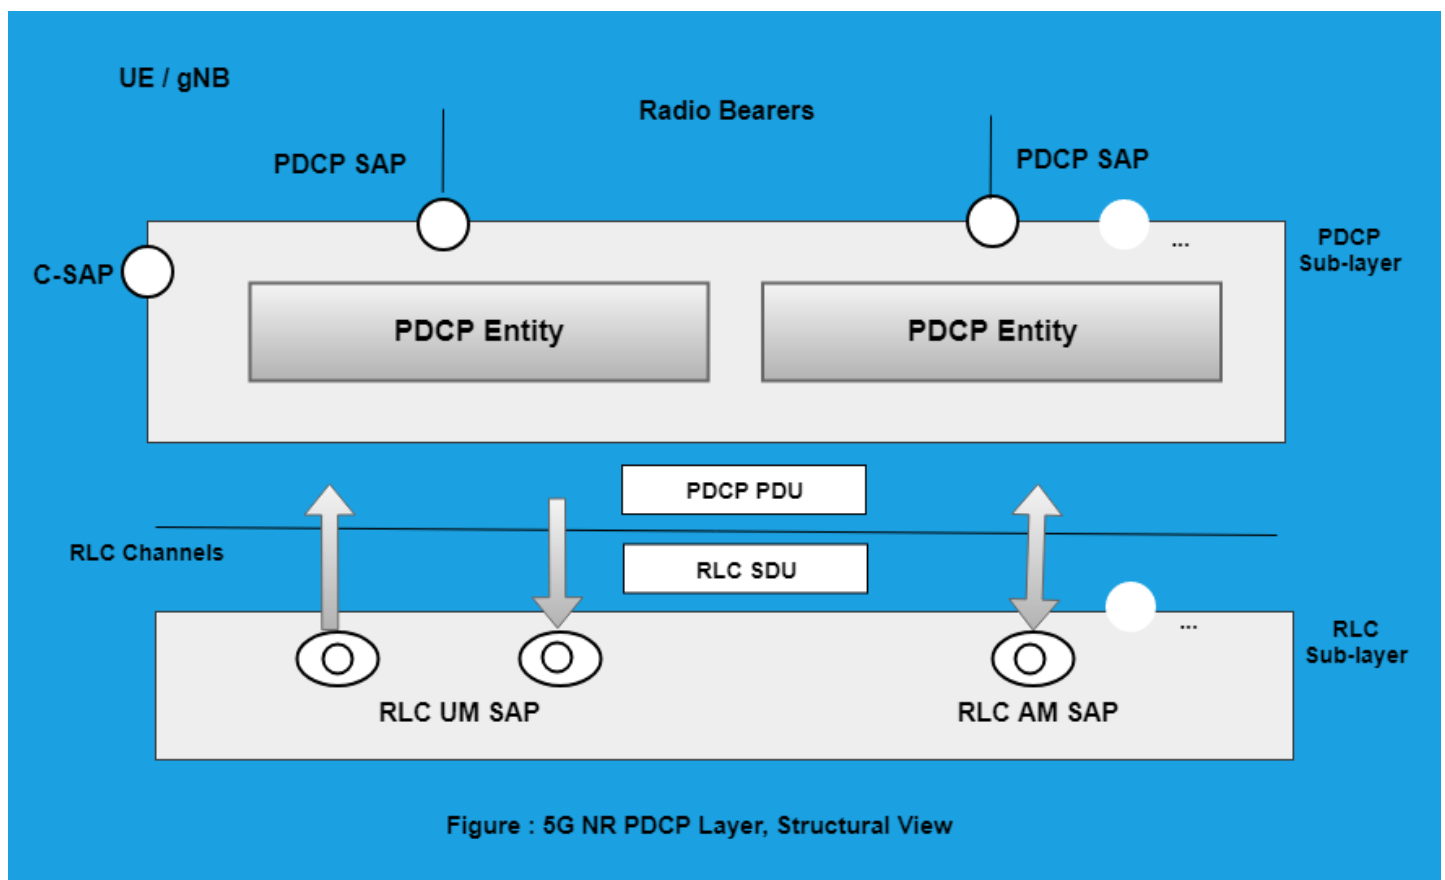 UE / gNB
Radio Bearers
PDCP SAP
PDCP SAP
C-SAP
...
PDCP
Sub-layer
PDCP Entity
PDCP Entity
PDCP PDU
RLC Channels
RLC SDU
...
RLC
Sub-layer
RLC UM SAP
RLC AM SAP
Figure : 5G NR PDCP Layer, Structural View